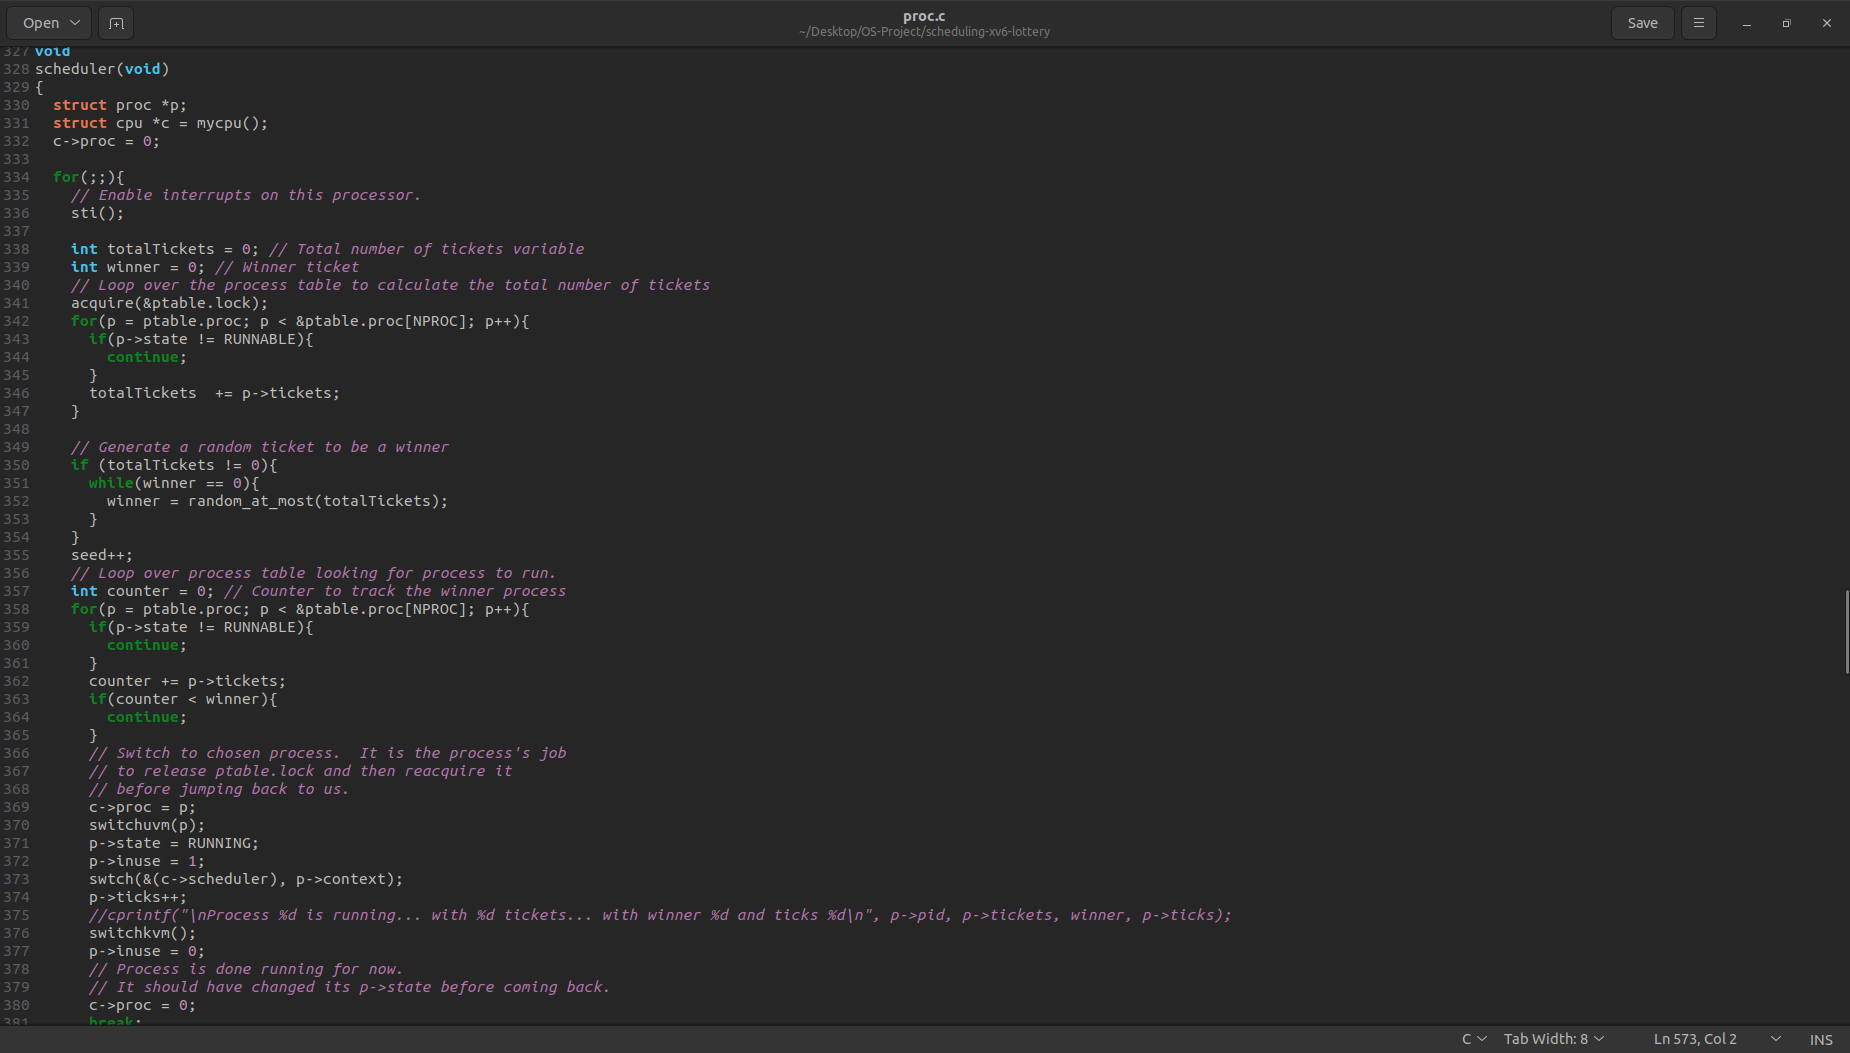 Open
proc.c
~/Desktop/OS-Project/scheduling-xv6-lottery
Save
327 void
328 scheduler(void)
329 {
330   struct proc *p;
331   struct cpu *c = mycpu();
332   c->proc = 0;
333
334   for(;;){
335     // Enable interrupts on this processor.
336     sti();
337
338     int totalTickets = 0; // Total number of tickets variable
339     int winner = 0; // Winner ticket
340     // Loop over the process table to calculate the total number of tickets
341     acquire(&ptable.lock);
342     for(p = ptable.proc; p < &ptable.proc[NPROC]; p++){
343       if(p->state != RUNNABLE){
344         continue;
345       }
346       totalTickets  += p->tickets;
347     }
348
349     // Generate a random ticket to be a winner
350     if (totalTickets != 0){
351       while(winner == 0){
352         winner = random_at_most(totalTickets);
353       }
354     }
355     seed++;
356     // Loop over process table looking for process to run.
357     int counter = 0; // Counter to track the winner process
358     for(p = ptable.proc; p < &ptable.proc[NPROC]; p++){
359       if(p->state != RUNNABLE){
360         continue;
361       }
362       counter += p->tickets;
363       if(counter < winner){
364         continue;
365       }
366       // Switch to chosen process.  It is the process's job
367       // to release ptable.lock and then reacquire it
368       // before jumping back to us.
369       c->proc = p;
370       switchuvm(p);
371       p->state = RUNNING;
372       p->inuse = 1;
373       swtch(&(c->scheduler), p->context);
374       p->ticks++;
375       //cprintf("\nProcess %d is running... with %d tickets... with winner %d and ticks %d\n", p->pid, p->tickets, winner, p->ticks);
376       switchkvm();
377       p->inuse = 0;
378       // Process is done running for now.
379       // It should have changed its p->state before coming back.
380       c->proc = 0;
381       break;
C Tab Width: 8 Ln 573, Col 2 INS